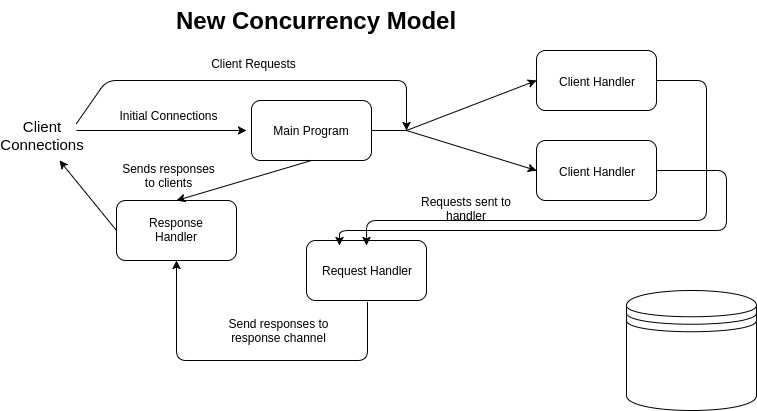 New Concurrency Model
Client Requests
Client Handler
Initial Connections
Client
Connections
Main Program
Client Handler
Sends responses
to clients
Requests sent to
handler
Response
Handler
Request Handler
Send responses to
response channel